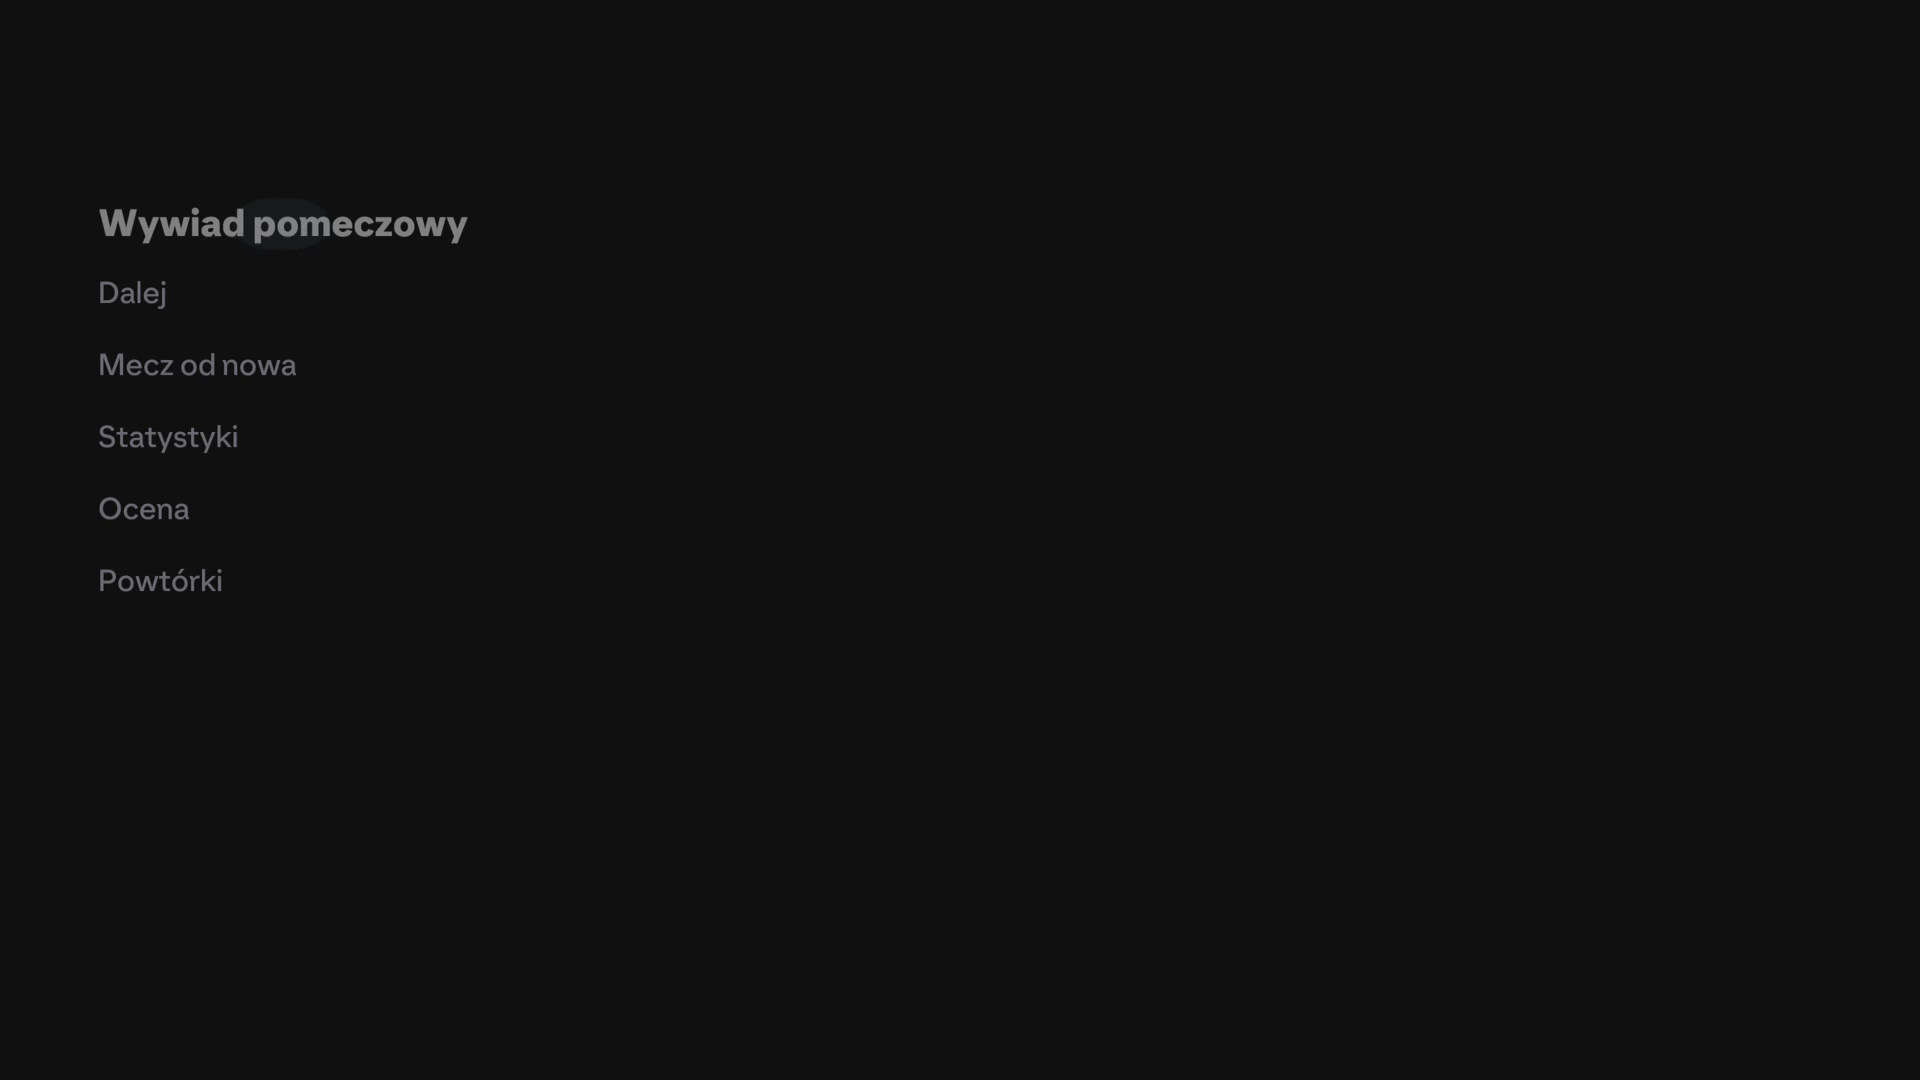 Wywiad pomeczowy
Dalej
Mecz od nowa
Statystyki
Ocena
Powtórki